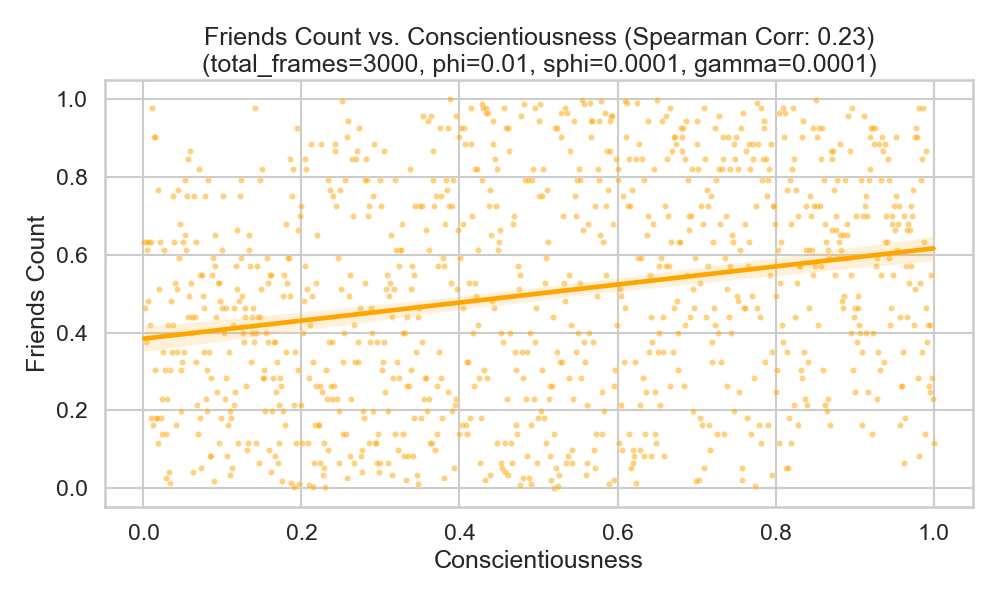 Friends Count vs. Conscientiousness (Spearman Corr: 0.23)
(total_frames=3000, phi=0.01, sphi=0.0001, gamma=0.0001)
Friends Count
1.0
0.8
0.6
0.4
0.2
0.0
0.0 0.2 0.4 0.6 0.8 1.0
Conscientiousness